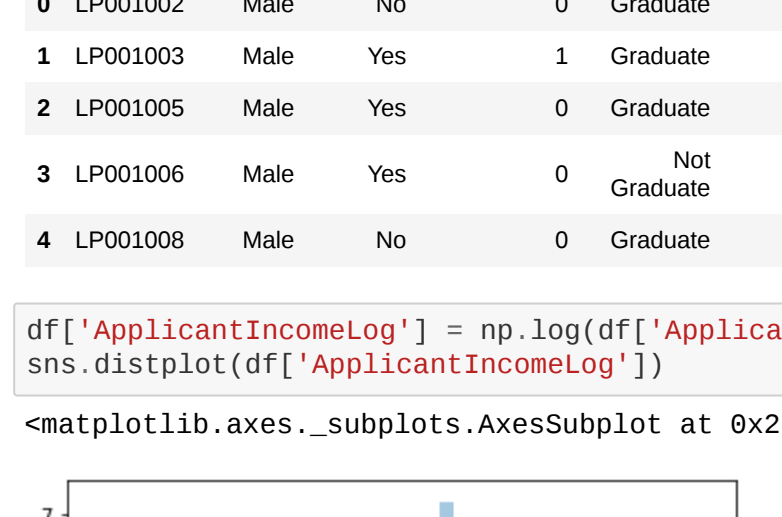 0 LP001002 Male No 0 Graduate
1 LP001003 Male Yes 1 Graduate
2 LP001005 Male Yes 0 Graduate
3 LP001006 Male Yes 0 Not
Graduate
4 LP001008 Male No 0 Graduate
df['ApplicantIncomeLog'] = np.log(df['Applica
sns.distplot(df['ApplicantIncomeLog'])
<matplotlib.axes._subplots.AxesSubplot at 0x2
7